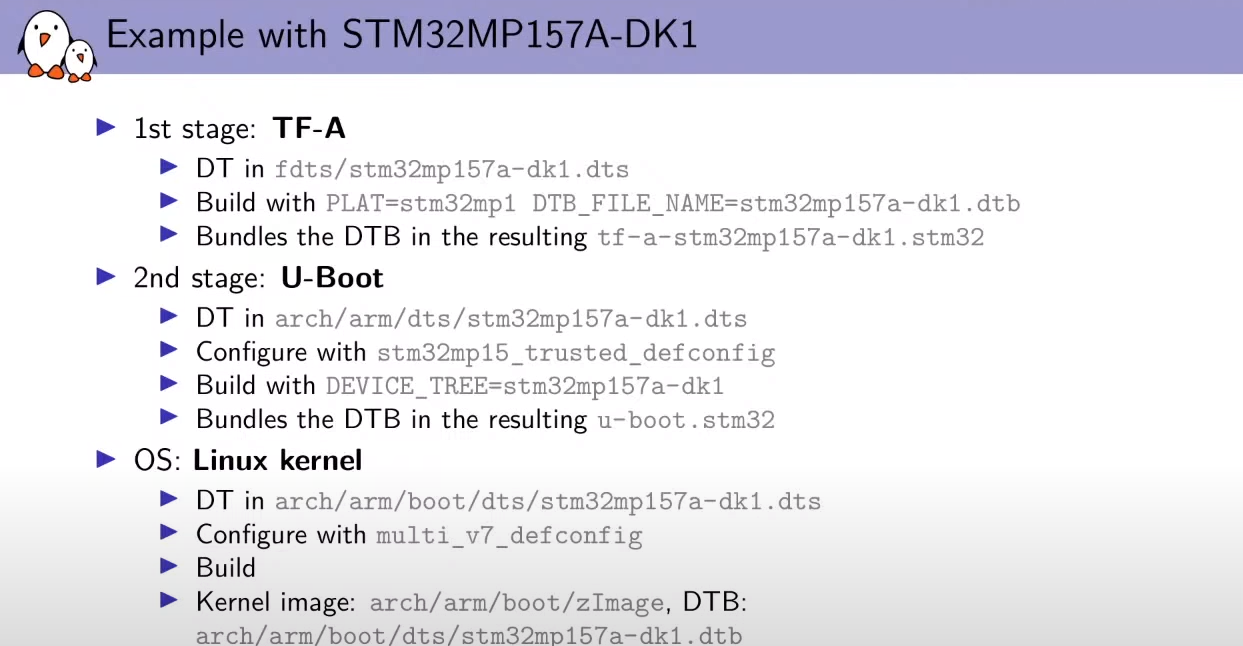 Example with STM32MP157A-DK1
1st stage: TF-A
DT in fdts/stm32mp157a-dk1.dts
Build with PLAT=stm32mp1 DTB_FILE_NAME=stm32mp157a-dk1.dtb
Bundles the DTB in the resulting tf-a-stm32mp157a-dk1.stm32
2nd stage: U-Boot
DT in arch/arm/dts/stm32mp157a-dk1.dts
Configure with stm32mp15_trusted_defconfig
Build with DEVICE_TREE=stm32mp157a-dk1
Bundles the DTB in the resulting u-boot.stm32
OS: Linux kernel
DT in arch/arm/boot/dts/stm32mp157a-dk1.dts
Configure with multi_v7_defconfig
Build
Kernel image: arch/arm/boot/zImage, DTB:
arch/arm/boot/dts/stm32mp157a-dk1.dtb